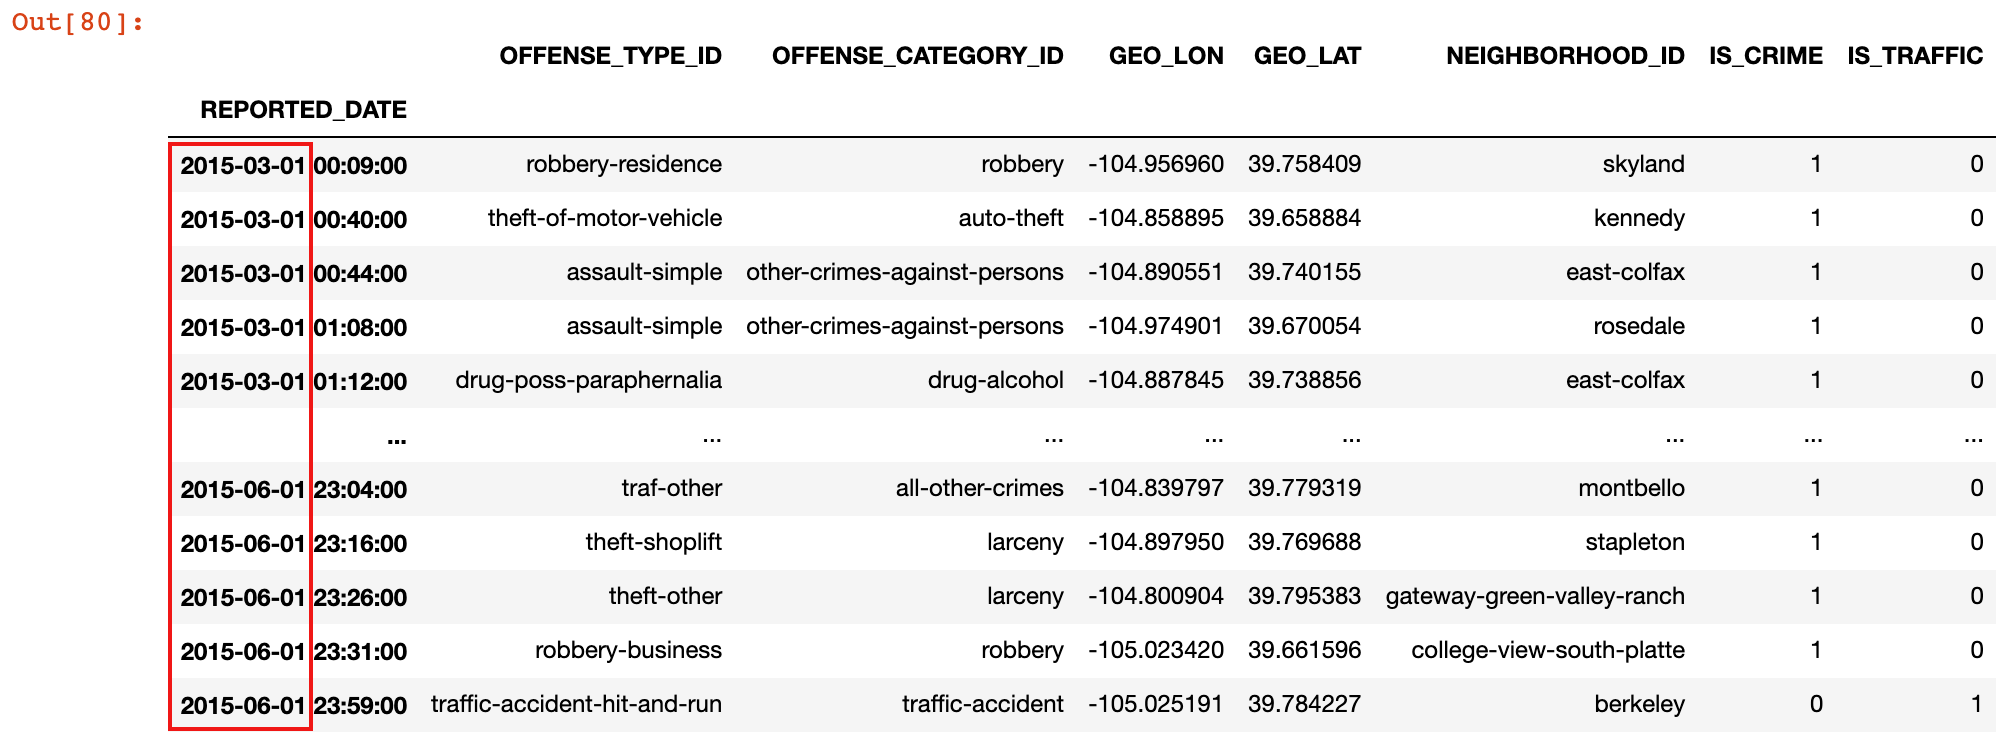 Out[80]:
OFFENSE_TYPE_ID OFFENSE_CATEGORY_ID GEO_LON GEO_LAT NEIGHBORHOOD_ID IS_CRIME IS_TRAFFIC
REPORTED_DATE
2015-03-01 00:09:00 robbery-residence robbery -104.956960 39.758409 skyland 1 0
2015-03-01 00:40:00 theft-of-motor-vehicle auto-theft -104.858895 39.658884 kennedy 1 0
2015-03-01 00:44:00 assault-simple other-crimes-against-persons -104.890551 39.740155 east-colfax 1 0
2015-03-01 01:08:00 assault-simple other-crimes-against-persons -104.974901 39.670054 rosedale 1 0
2015-03-01 01:12:00 drug-poss-paraphernalia drug-alcohol -104.887845 39.738856 east-colfax 1 0
... ... ... ... ... ... ... ...
2015-06-01 23:04:00 traf-other all-other-crimes -104.839797 39.779319 montbello 1 0
2015-06-01 23:16:00 theft-shoplift larceny -104.897950 39.769688 stapleton 1 0
2015-06-01 23:26:00 theft-other larceny -104.800904 39.795383 gateway-green-valley-ranch 1 0
2015-06-01 23:31:00 robbery-business robbery -105.023420 39.661596 college-view-south-platte 1 0
2015-06-01 23:59:00 traffic-accident-hit-and-run traffic-accident -105.025191 39.784227 berkeley 0 1